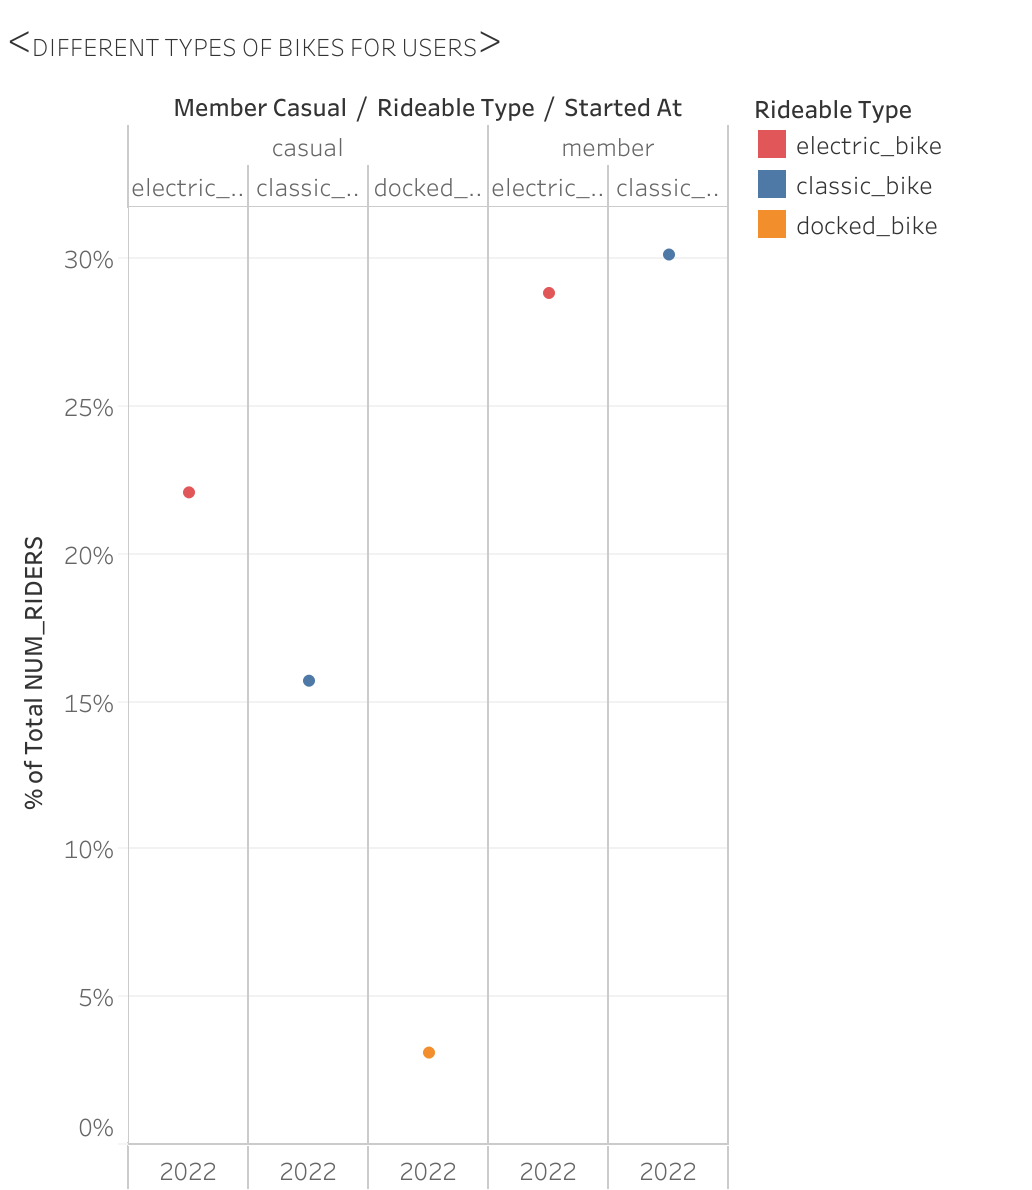 <DIFFERENT TYPES OF BIKES FOR USERS>
Member Casual / Rideable Type / Started At
casual member
electric_.. classic_.. docked_.. electric_.. classic_..
Rideable Type
electric_bike
classic_bike
docked_bike
% of Total NUM_RIDERS
30%
25%
20%
15%
10%
5%
0%
2022 2022 2022 2022 2022